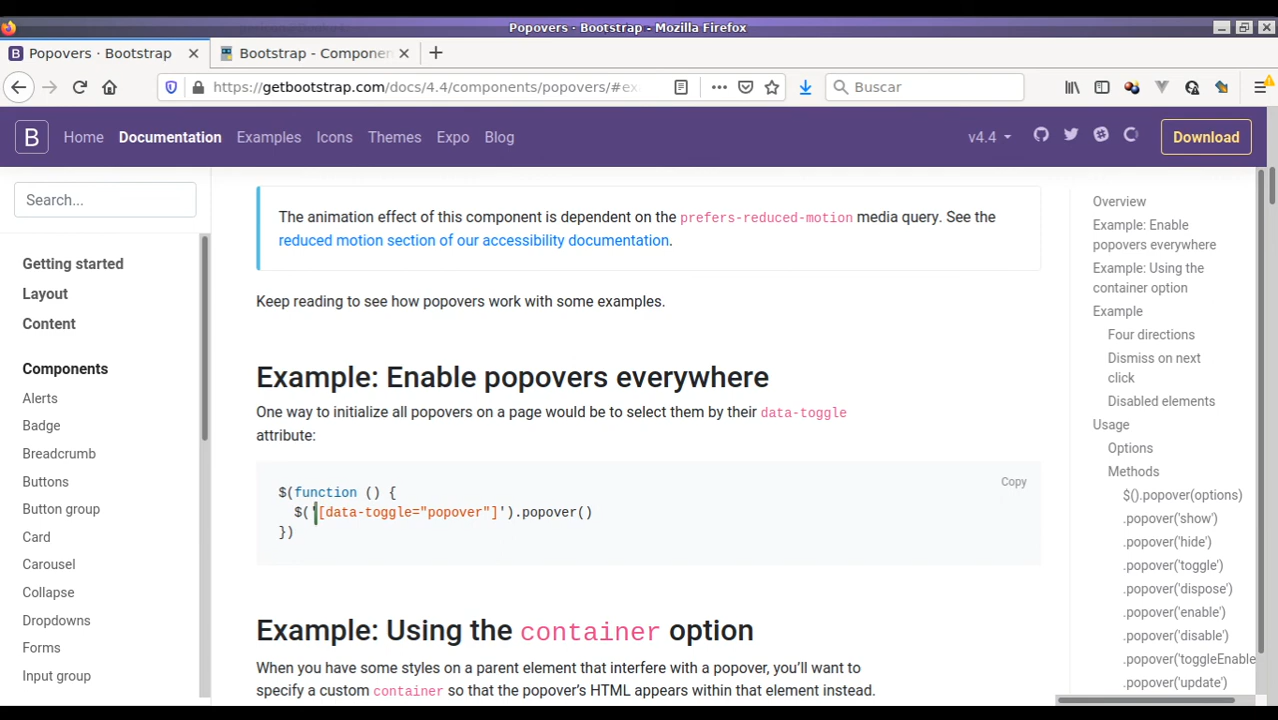 Popovers · Bootstrap - Mozilla Firefox
Popovers · Bootstrap
Bootstrap - Componen
https://getbootstrap.com/docs/4.4/components/popovers/#ex
Buscar
B Home Documentation Examples Icons Themes Expo Blog v4.4 Download
Search...
Getting started
Layout
Content
Components
Alerts
Badge
Breadcrumb
Buttons
Button group
Card
Carousel
Collapse
Dropdowns
Forms
Input group
The animation effect of this component is dependent on the prefers-reduced-motion media query. See the
reduced motion section of our accessibility documentation.
Keep reading to see how popovers work with some examples.
Example: Enable popovers everywhere
One way to initialize all popovers on a page would be to select them by their data-toggle
attribute:
Copy
$(function () {
$('[data-toggle="popover"]').popover()
})
Example: Using the container option
When you have some styles on a parent element that interfere with a popover, you’ll want to
specify a custom container so that the popover’s HTML appears within that element instead.
Overview
Example: Enable
popovers everywhere
Example: Using the
container option
Example
Four directions
Dismiss on next
click
Disabled elements
Usage
Options
Methods
$().popover(options)
.popover('show')
.popover('hide')
.popover('toggle')
.popover('dispose')
.popover('enable')
.popover('disable')
.popover('toggleEnable
.popover('update')